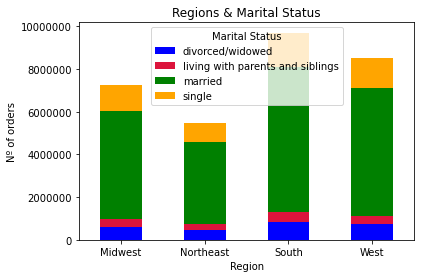 Regions & Marital Status
10000000
8000000
6000000
4000000
2000000
0
Nº of orders
Marital Status
divorced/widowed
living with parents and siblings
married
single
Midwest Northeast South West
Region